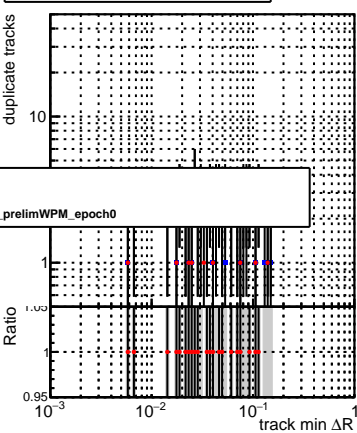 duplicate tracks
10
_prelimWPM_epoch0
1
1.05
Ratio
1
0.95
10⁻³
10⁻²
10⁻¹
1
track min ΔR